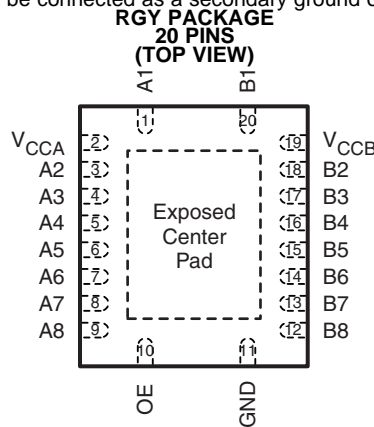 be connected as a secondary ground o
RGY PACKAGE
20 PINS
(TOP VIEW)
A1 B1
1 20
VCCA 2 19 VCCB
A2 3 18 B2
A3 4 17 B3
A4 5 Exposed 16 B4
A5 6 Center 15 B5
A6 7 Pad 14 B6
A7 8 13 B7
A8 9 12 B8
10 11
OE GND